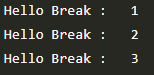 Hello Break :   1
Hello Break :   2
Hello Break :   3